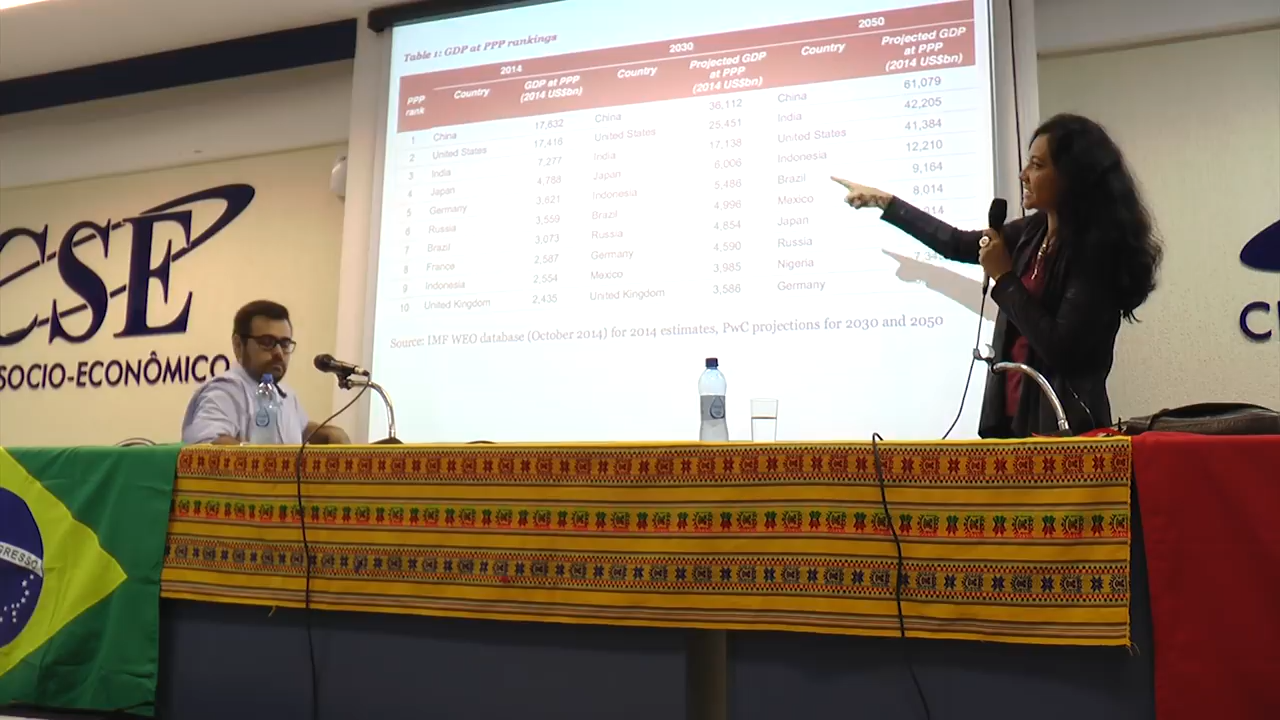 Table 1: GDP at PPP rankings
2014 2030 2050
PPP rank Country GDP at PPP (2014 US$bn) Country Projected GDP at PPP (2014 US$bn) Country Projected GDP at PPP (2014 US$bn)
1 China 17,632 China 36,112 China 61,079
2 United States 17,416 United States 25,451 India 42,205
3 India 7,277 India 17,138 United States 41,384
4 Japan 4,788 Japan 6,006 Indonesia 12,210
5 Germany 3,621 Indonesia 5,486 Brazil 9,164
6 Russia 3,559 Brazil 4,996 Mexico 8,014
7 Brazil 3,073 Russia 4,854 Japan
8 France 2,587 Germany 4,590 Russia
9 Indonesia 2,554 Mexico 3,985 Nigeria
10 United Kingdom 2,435 United Kingdom 3,586 Germany
Source: IMF WEO database (October 2014) for 2014 estimates, PwC projections for 2030 and 2050
CSE
SOCIO-ECONÔMICO
GRESSO